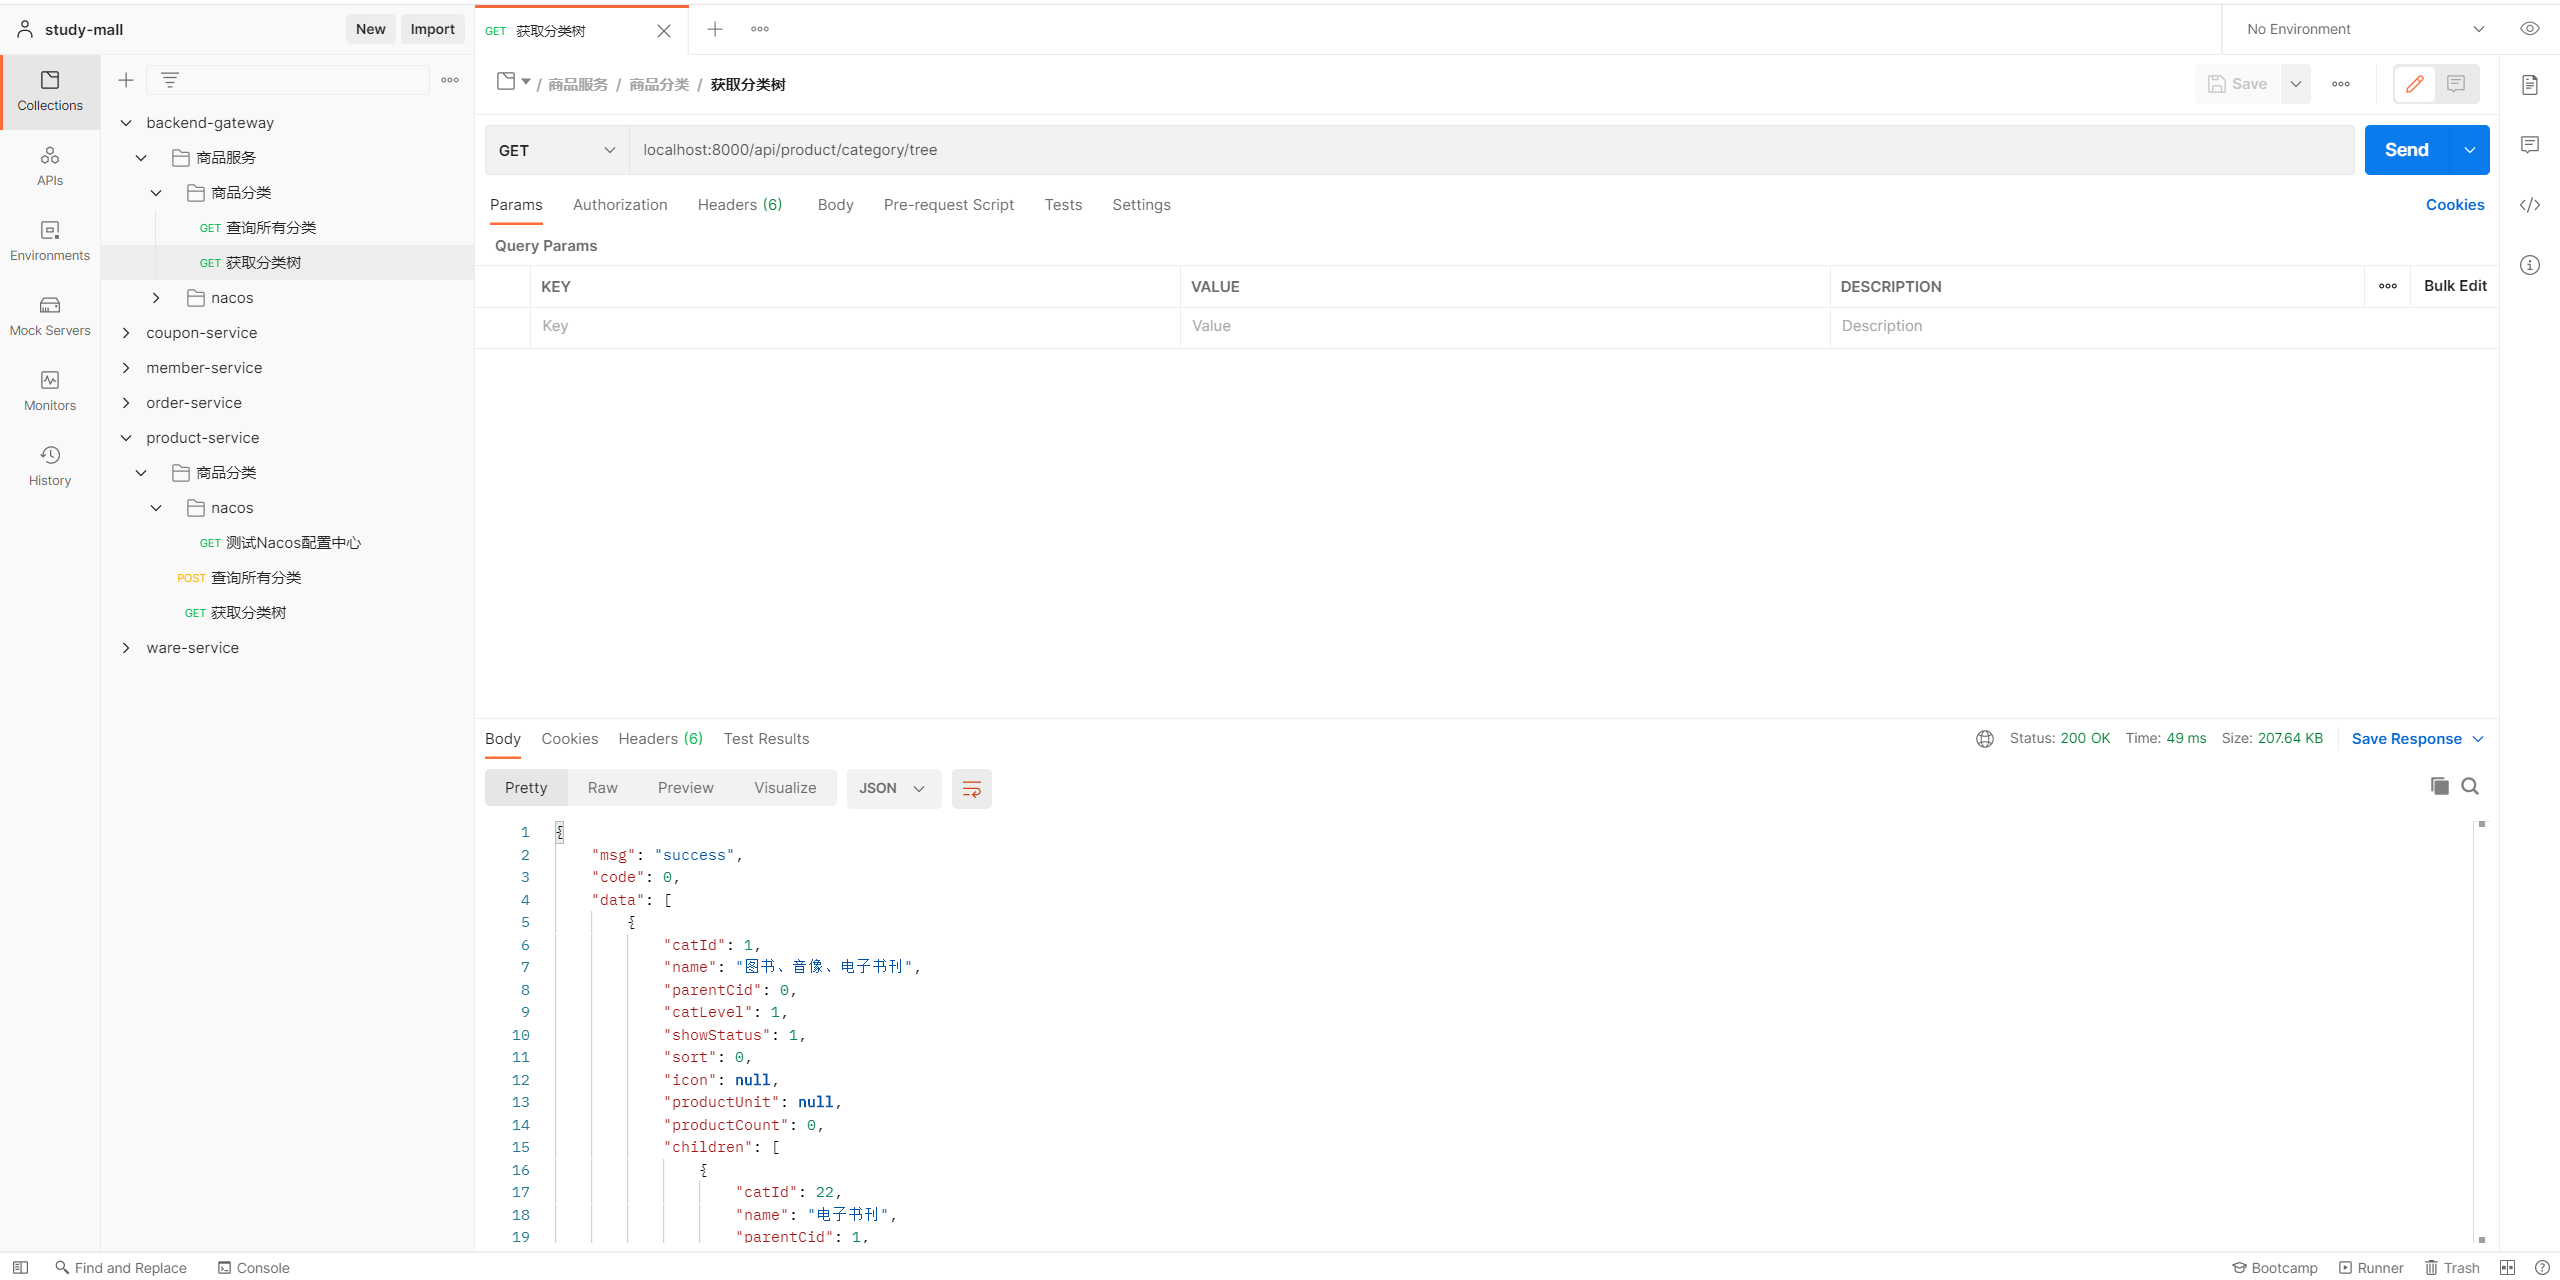 study-mall
New
Import
GET 获取分类树
No Environment
Collections
APIs
Environments
Mock Servers
Monitors
History
backend-gateway
商品服务
商品分类
GET 查询所有分类
GET 获取分类树
nacos
coupon-service
member-service
order-service
product-service
商品分类
nacos
GET 测试Nacos配置中心
POST 查询所有分类
GET 获取分类树
ware-service
/ 商品服务 / 商品分类 / 获取分类树
Save
GET
localhost:8000/api/product/category/tree
Send
Params Authorization Headers (6) Body Pre-request Script Tests Settings
Cookies
Query Params
KEY VALUE DESCRIPTION
Bulk Edit
Key Value Description
Body Cookies Headers (6) Test Results
Status: 200 OK Time: 49 ms Size: 207.64 KB
Save Response
Pretty Raw Preview Visualize JSON
1 {
2 "msg": "success",
3 "code": 0,
4 "data": [
5 {
6 "catId": 1,
7 "name": "图书、音像、电子书刊",
8 "parentCid": 0,
9 "catLevel": 1,
10 "showStatus": 1,
11 "sort": 0,
12 "icon": null,
13 "productUnit": null,
14 "productCount": 0,
15 "children": [
16 {
17 "catId": 22,
18 "name": "电子书刊",
19 "parentCid": 1,
Find and Replace
Console
Bootcamp
Runner
Trash